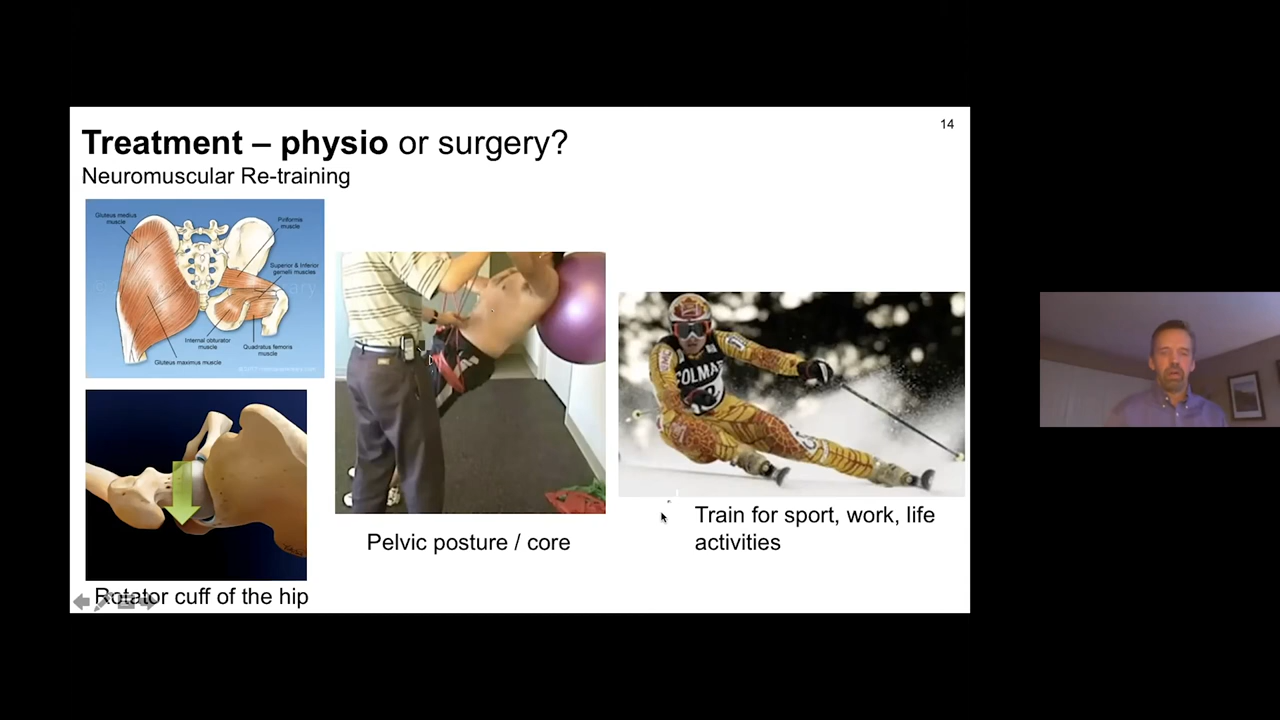 14
Treatment – physio or surgery?
Neuromuscular Re-training
Gluteus medius
muscle
Piriformis
muscle
Superior & Inferior
gemelli muscles
Internal obturator
muscle
Quadratus femoris
muscle
Gluteus maximus muscle
COLMAR
Pelvic posture / core
Train for sport, work, life
activities
Rotator cuff of the hip